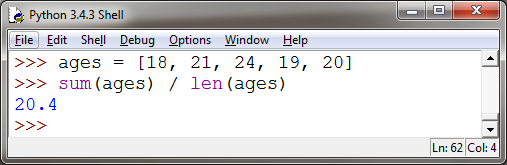 Python 3.4.3 Shell
File Edit Shell Debug Options Window Help
>>> ages = [18, 21, 24, 19, 20]
>>> sum(ages) / len(ages)
20.4
>>>
Ln: 62 Col: 4